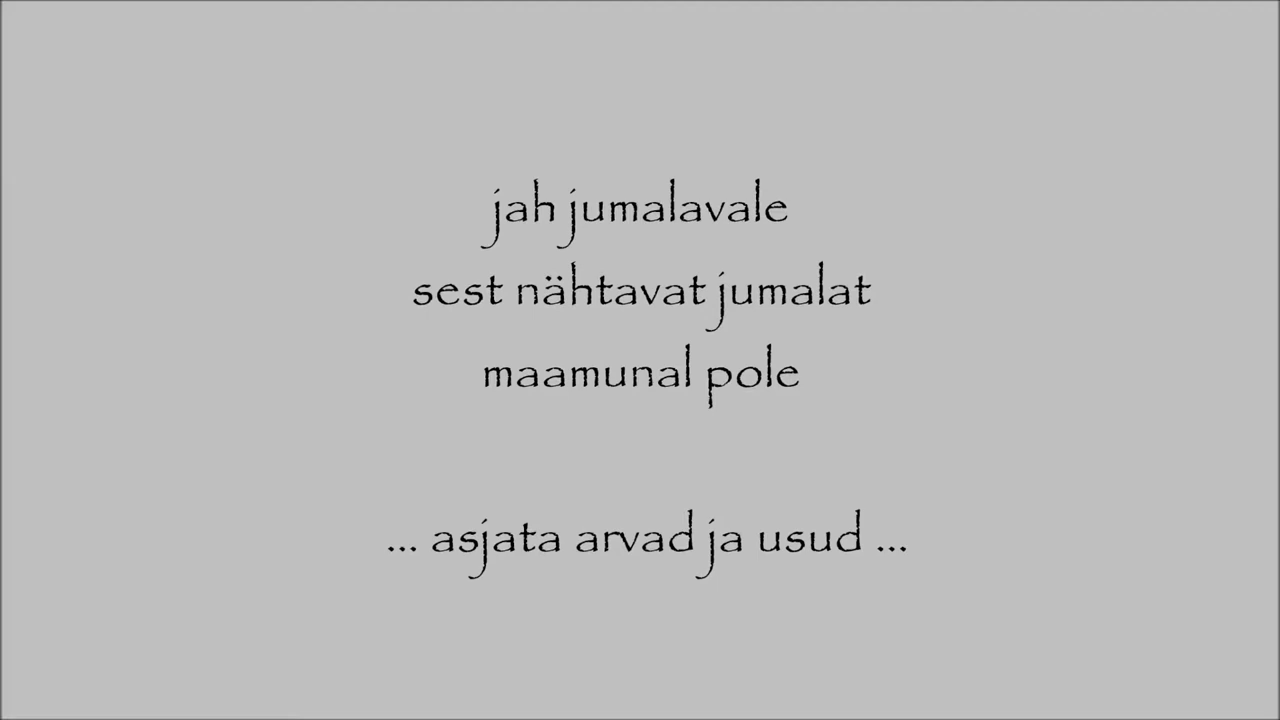 jah jumalavale
sest nähtavat jumalat
maamunal pole
... asjata arvad ja usud ...